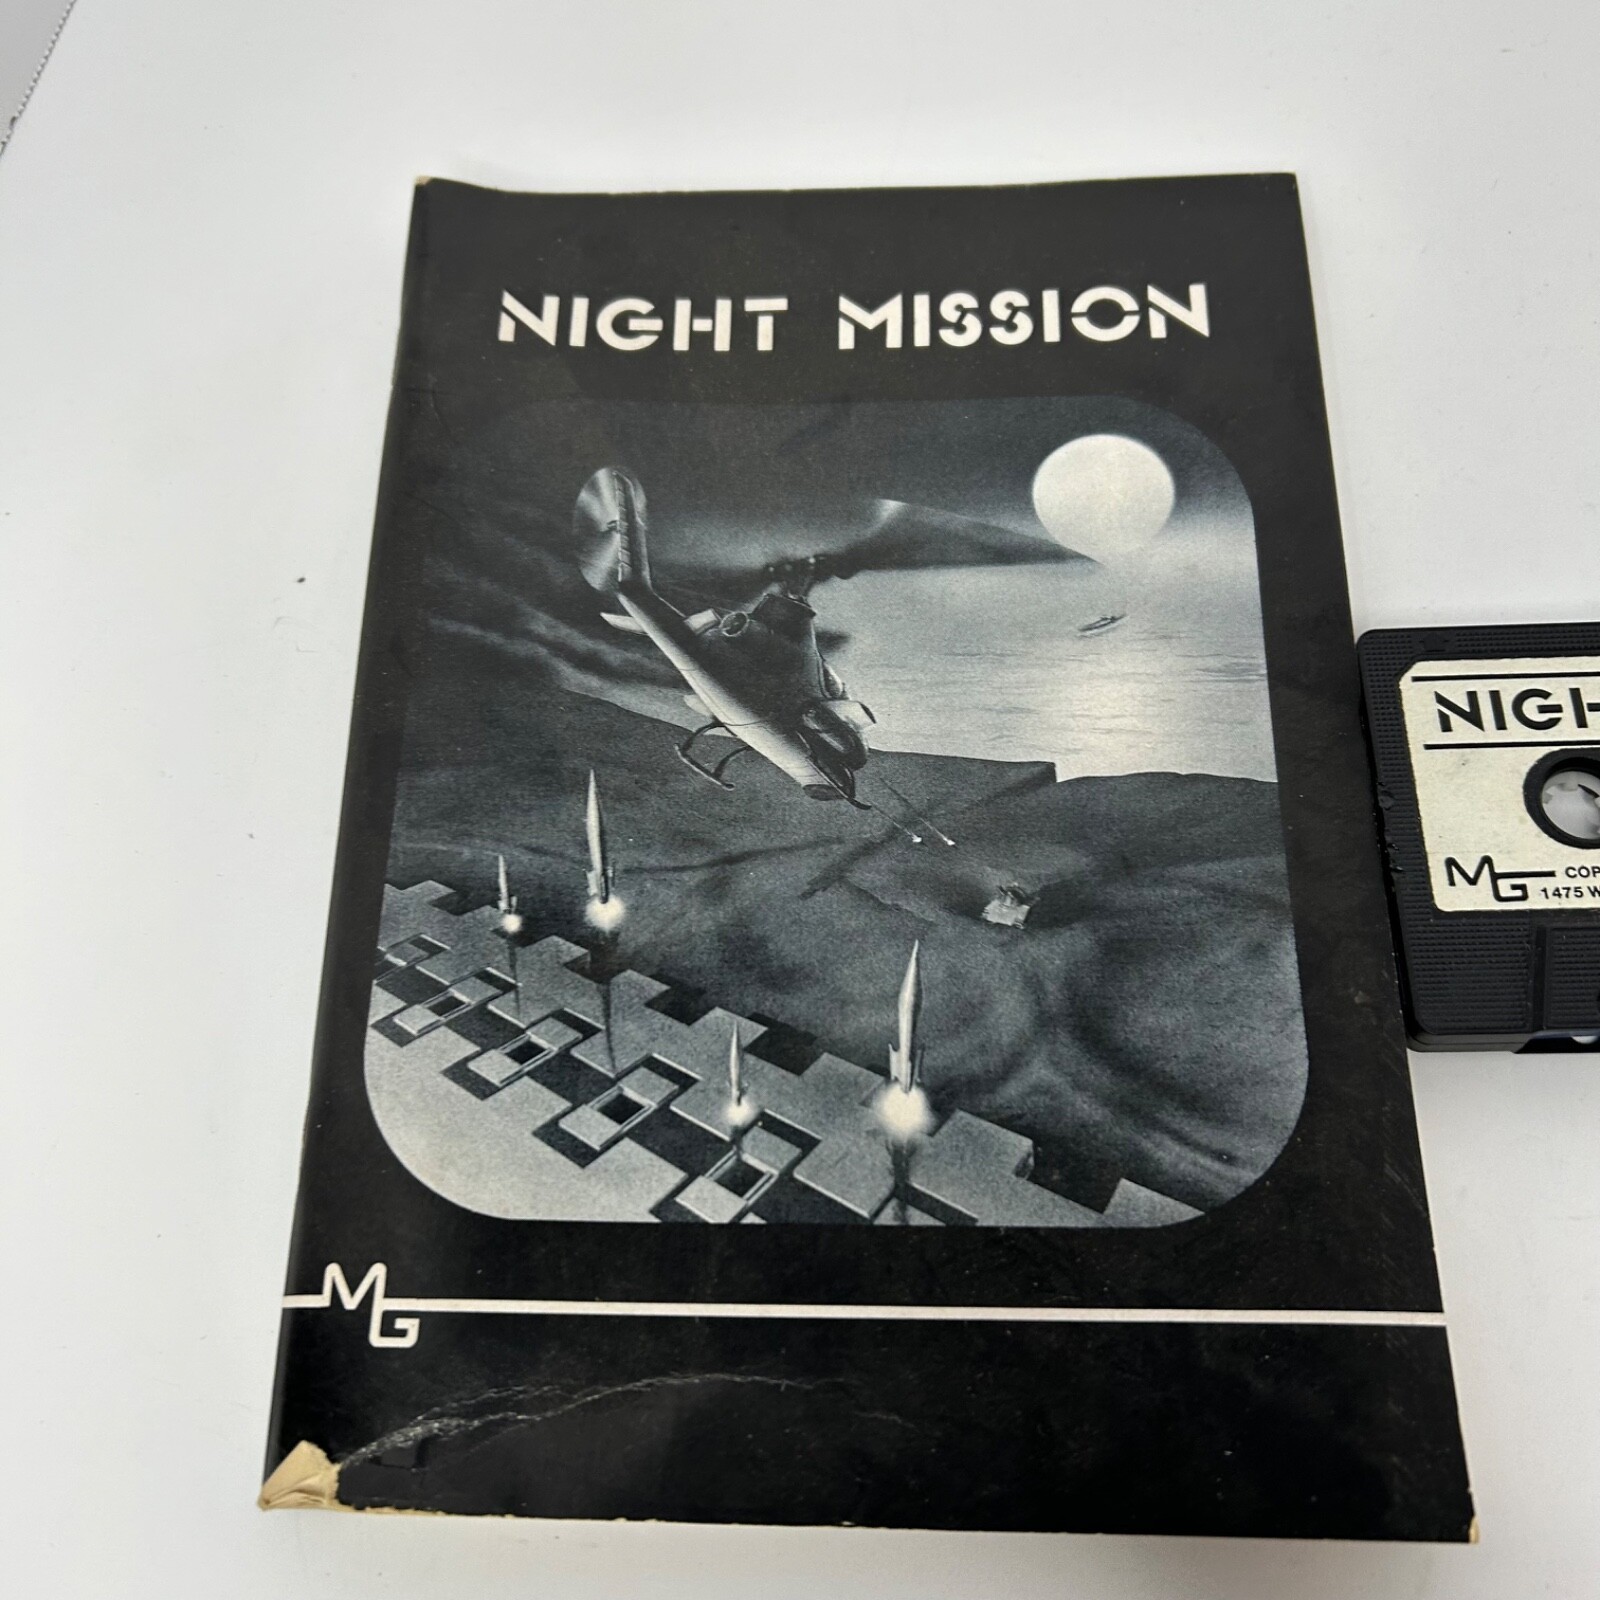 NIGHT MISSION
MG
NIGH
MG COP
1475 W